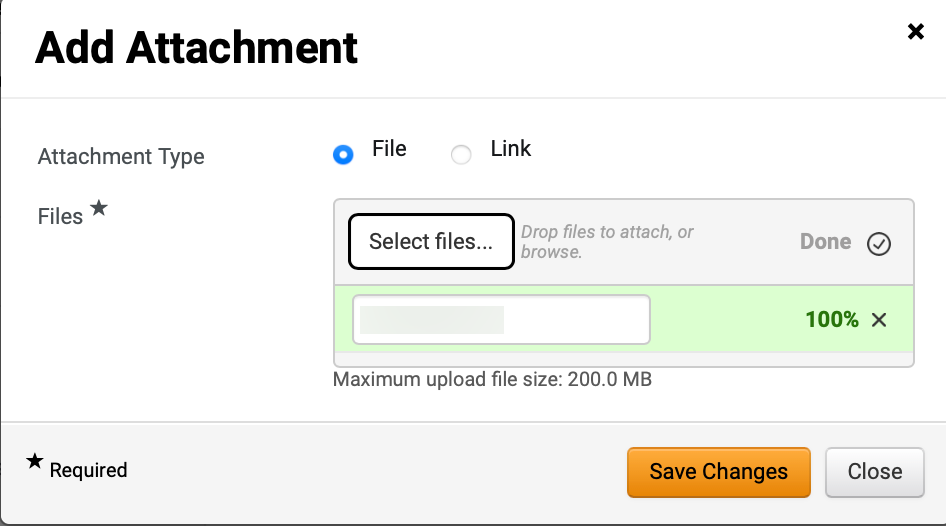 Add Attachment
Attachment Type
File
Link
Files ★
Select files...
Drop files to attach, or
browse.
Done
100%
Maximum upload file size: 200.0 MB
★ Required
Save Changes
Close